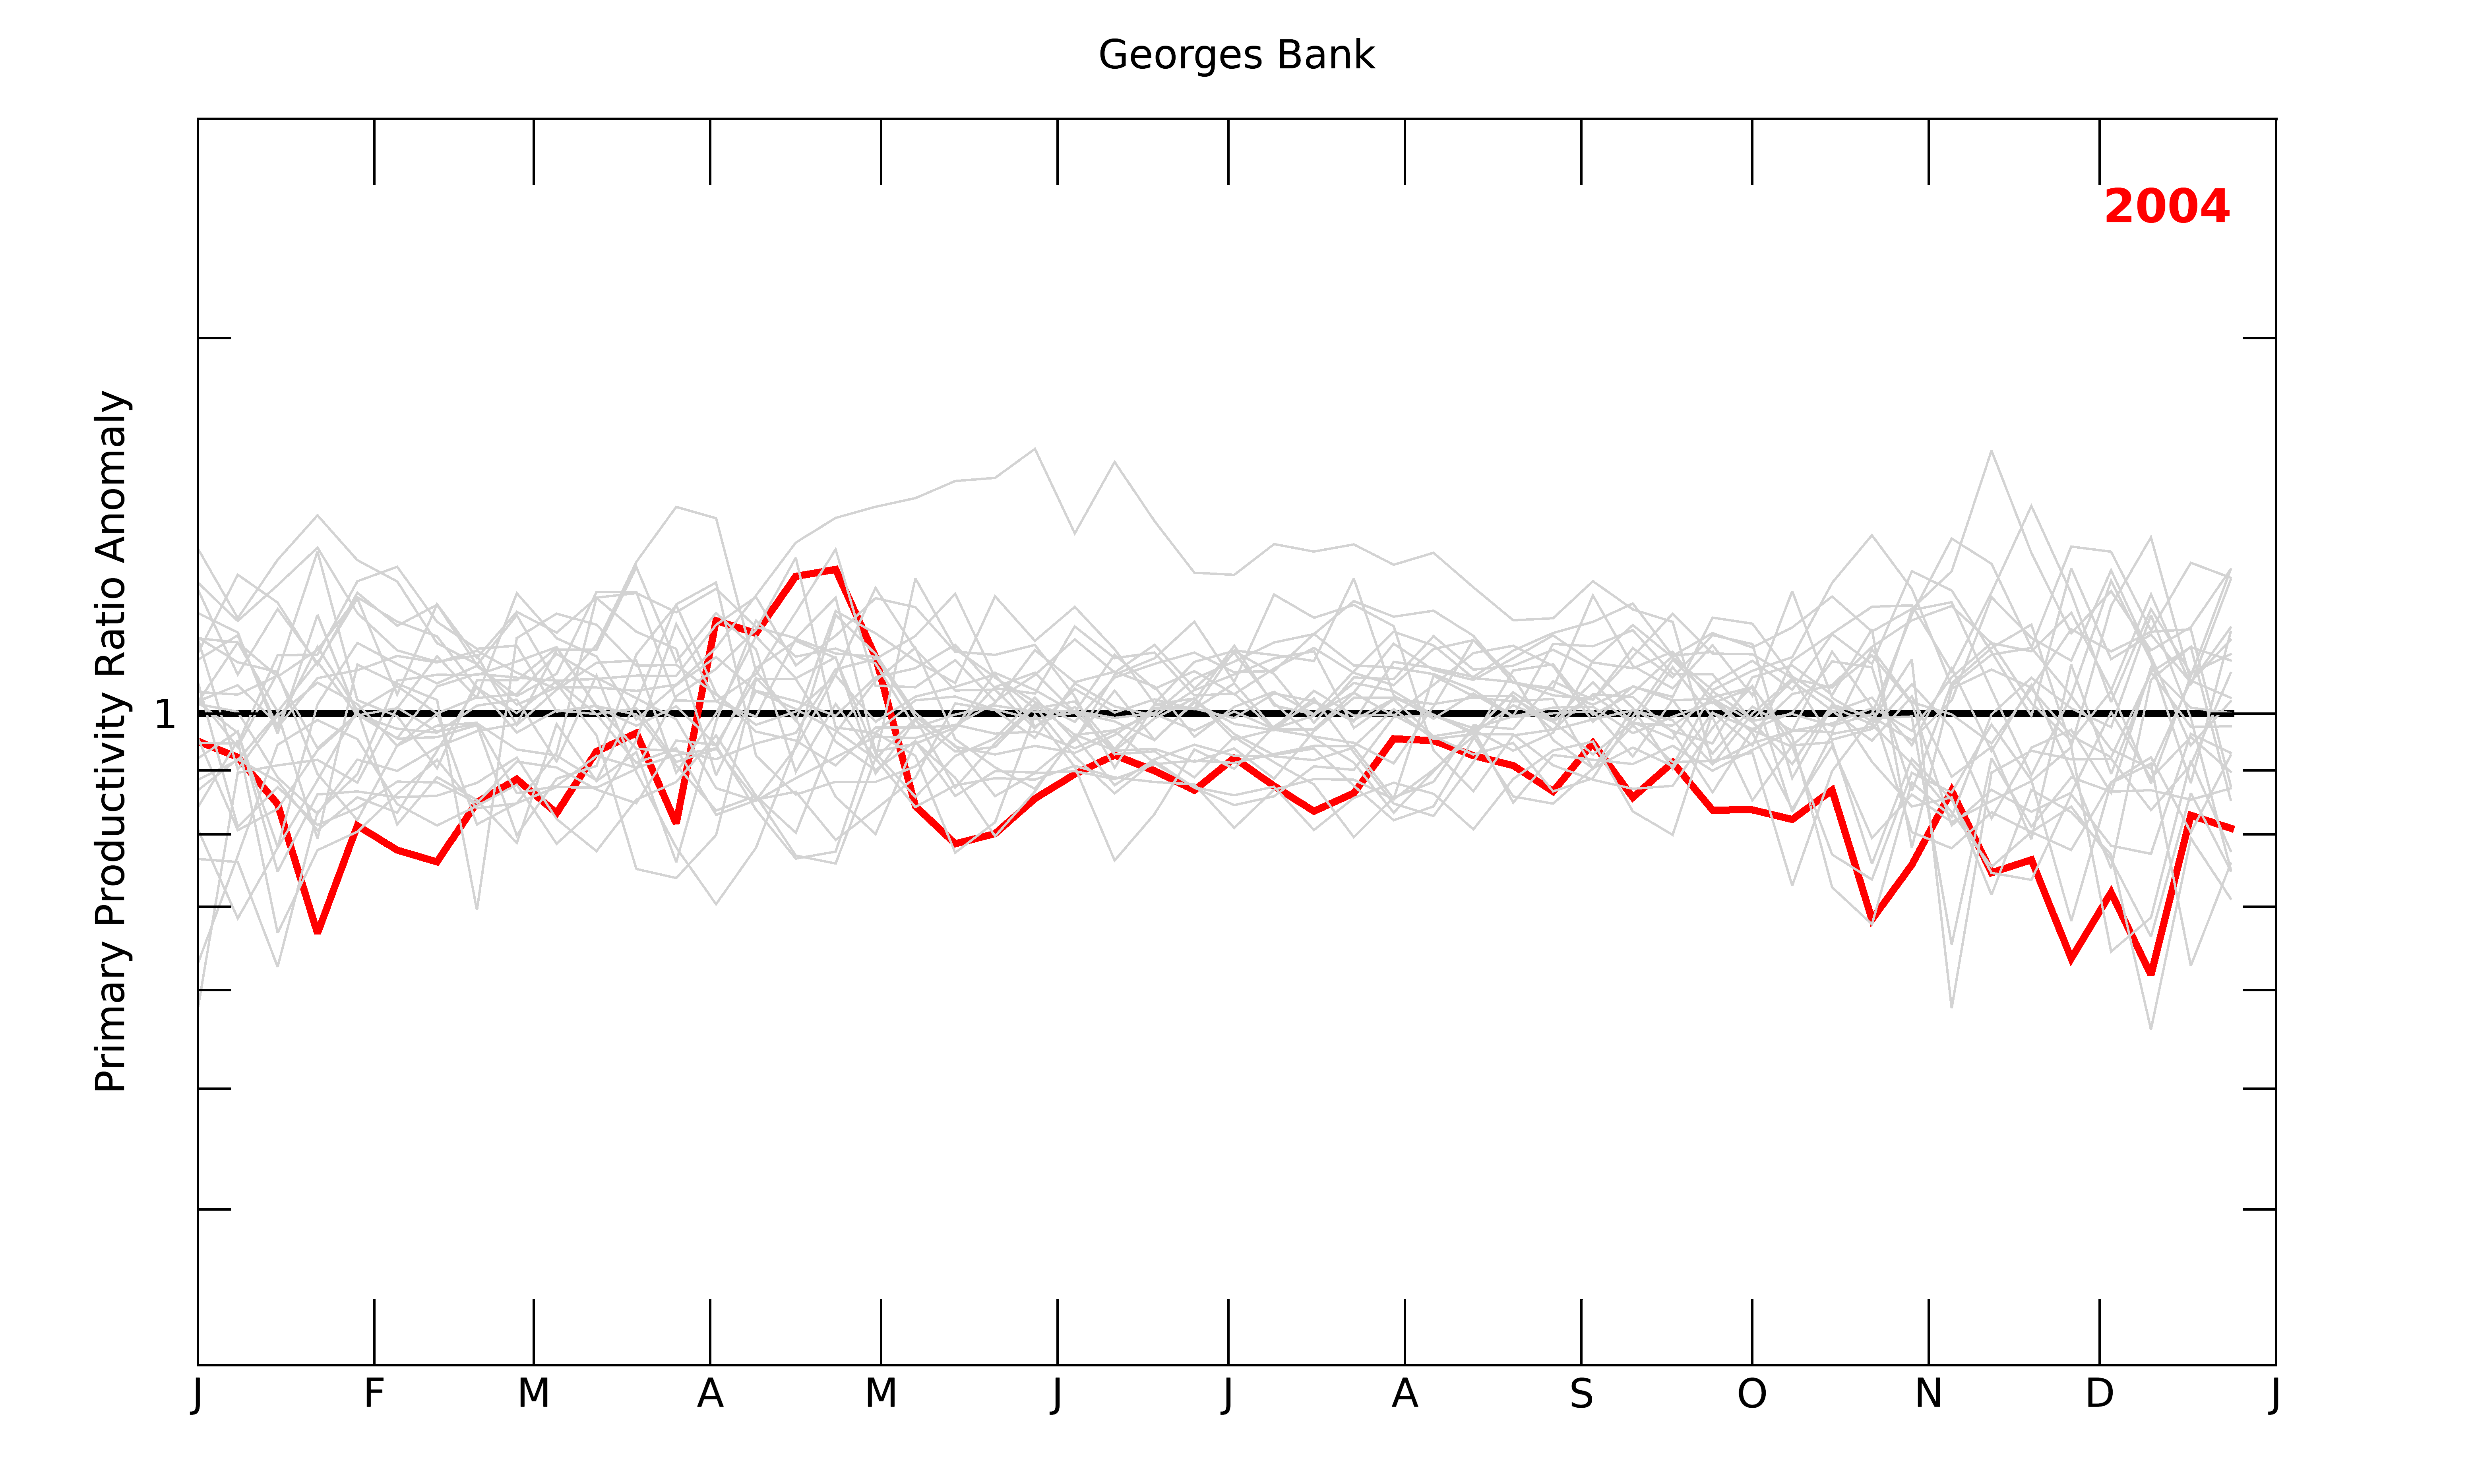 Georges Bank
2004
Primary Productivity Ratio Anomaly
1
J F M A M J J A S O N D J